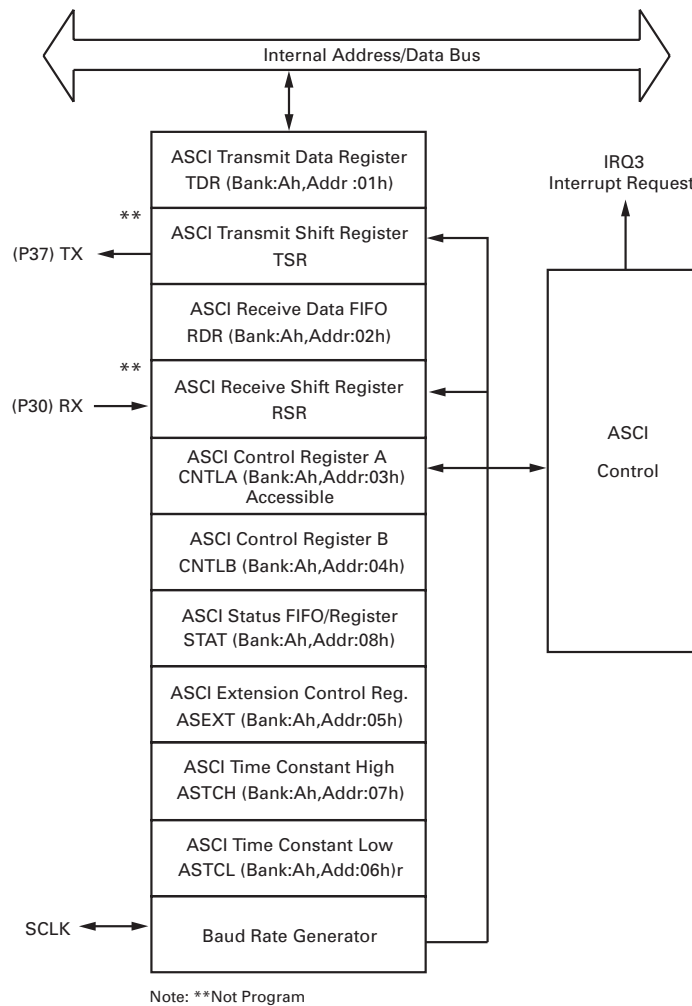 Internal Address/Data Bus
ASCI Transmit Data Register
TDR (Bank:Ah,Addr :01h)
IRQ3
Interrupt Request
**
(P37) TX
ASCI Transmit Shift Register
TSR
ASCI Receive Data FIFO
RDR (Bank:Ah,Addr:02h)
**
(P30) RX
ASCI Receive Shift Register
RSR
ASCI Control Register A
CNTLA (Bank:Ah,Addr:03h)
Accessible
ASCI
Control
ASCI Control Register B
CNTLB (Bank:Ah,Addr:04h)
ASCI Status FIFO/Register
STAT (Bank:Ah,Addr:08h)
ASCI Extension Control Reg.
ASEXT (Bank:Ah,Addr:05h)
ASCI Time Constant High
ASTCH (Bank:Ah,Addr:07h)
ASCI Time Constant Low
ASTCL (Bank:Ah,Add:06h)r
SCLK
Baud Rate Generator
Note: **Not Program